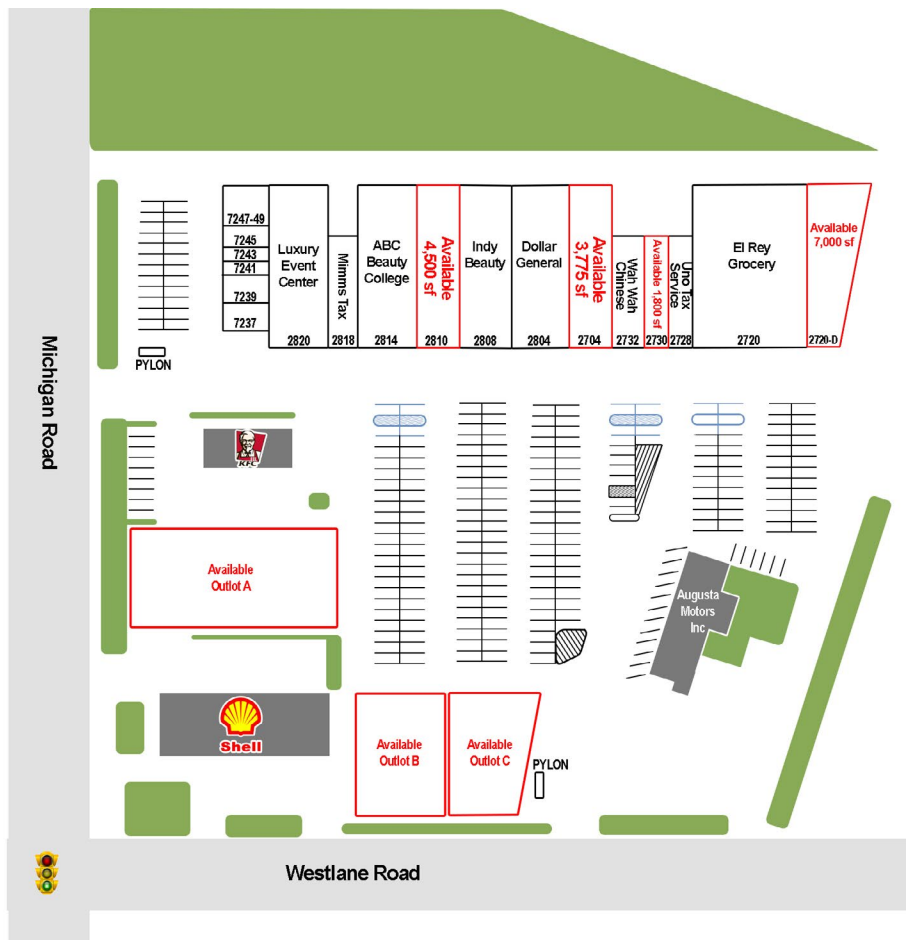 7247-49
7245
7243
7241
7239
7237
Luxury
Event
Center
2820
Mimms Tax
2818
ABC
Beauty
College
2814
Available
4,500 sf
2810
Indy
Beauty
2808
Dollar
General
2804
Available
3,775 sf
2704
Wah Wah
Chinese
2732
Available 1,800 sf
2730
Uno Tax
Service
2728
El Rey
Grocery
2720
Available
7,000 sf
2720-D
PYLON
Michigan Road
KFC
Available
Outlot A
Augusta
Motors
Inc
Shell
Available
Outlot B
Available
Outlot C
PYLON
Westlane Road